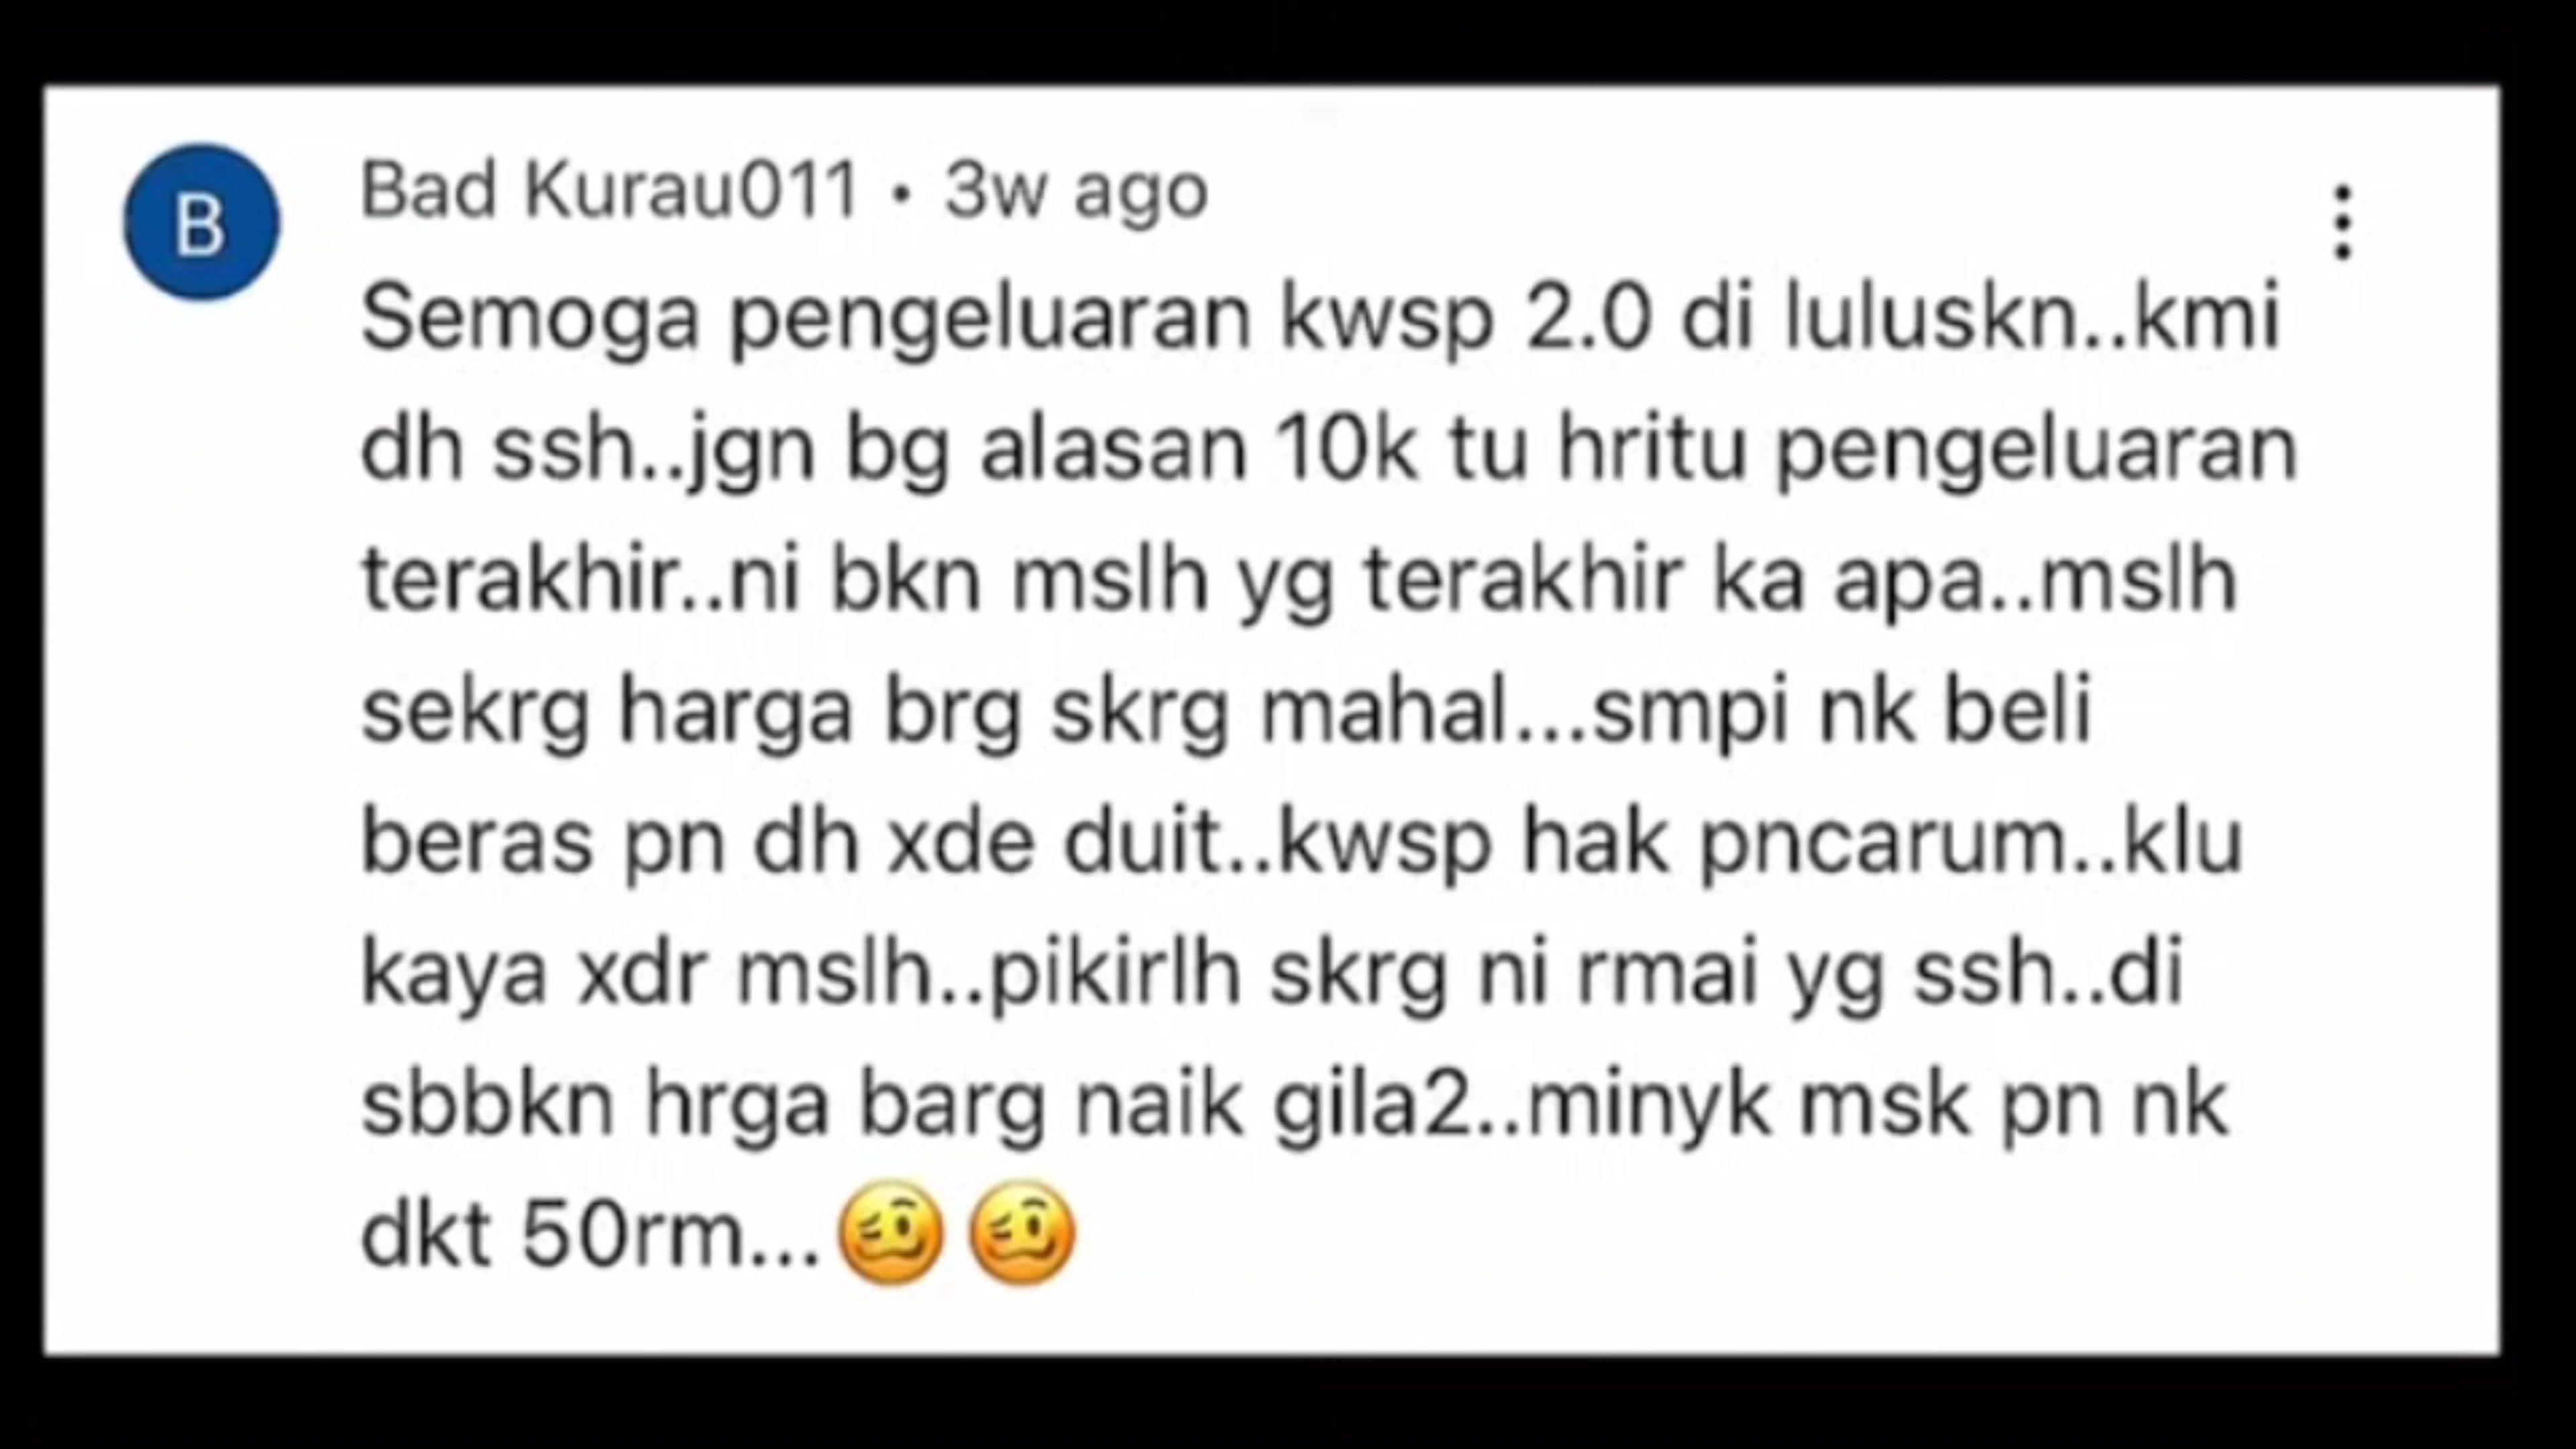 B
Bad Kurau011 • 3w ago
Semoga pengeluaran kwsp 2.0 di luluskn..kmi
dh ssh..jgn bg alasan 10k tu hritu pengeluaran
terakhir..ni bkn mslh yg terakhir ka apa..mslh
sekrg harga brg skrg mahal...smpi nk beli
beras pn dh xde duit..kwsp hak pncarum..klu
kaya xdr mslh..pikirlh skrg ni rmai yg ssh..di
sbbkn hrga barg naik gila2..minyk msk pn nk
dkt 50rm...🥴🥴